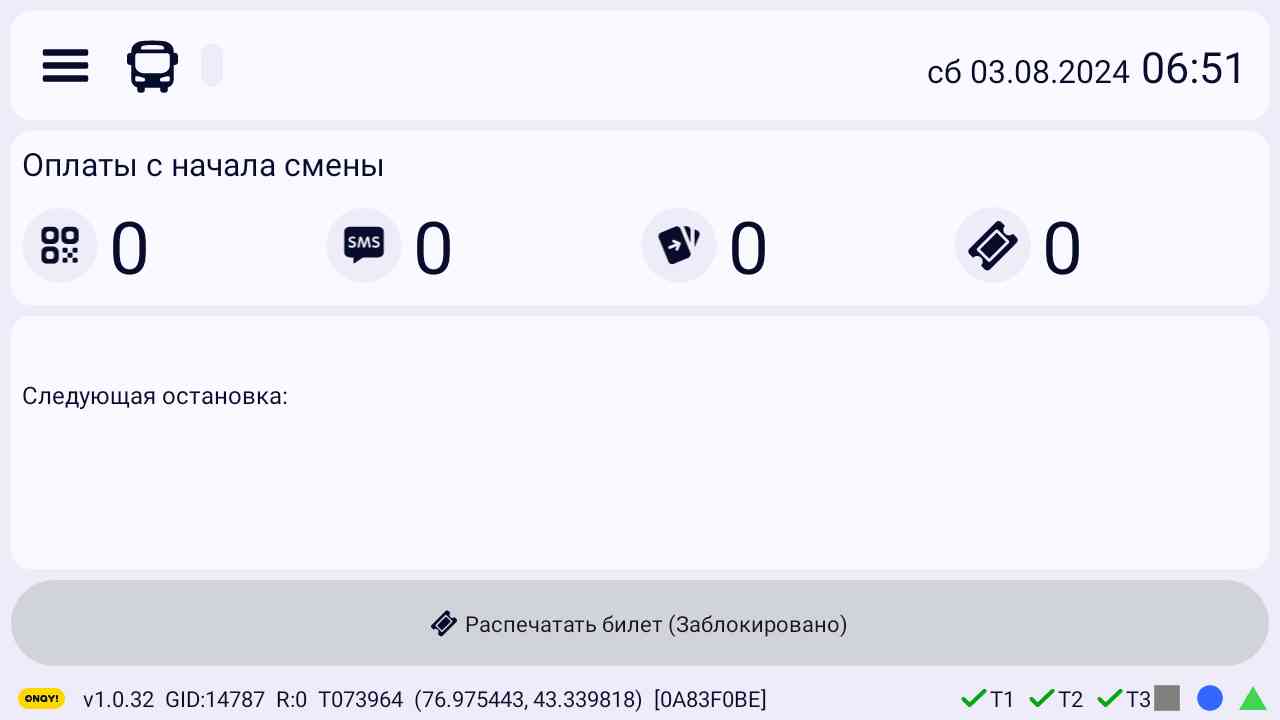 сб 03.08.2024 06:51
Оплаты с начала смены
0 SMS 0 0 0
Следующая остановка:
Распечатать билет (Заблокировано)
ONAY! v1.0.32 GID:14787 R:0 T073964 (76.975443, 43.339818) [0A83F0BE] T1 T2 T3